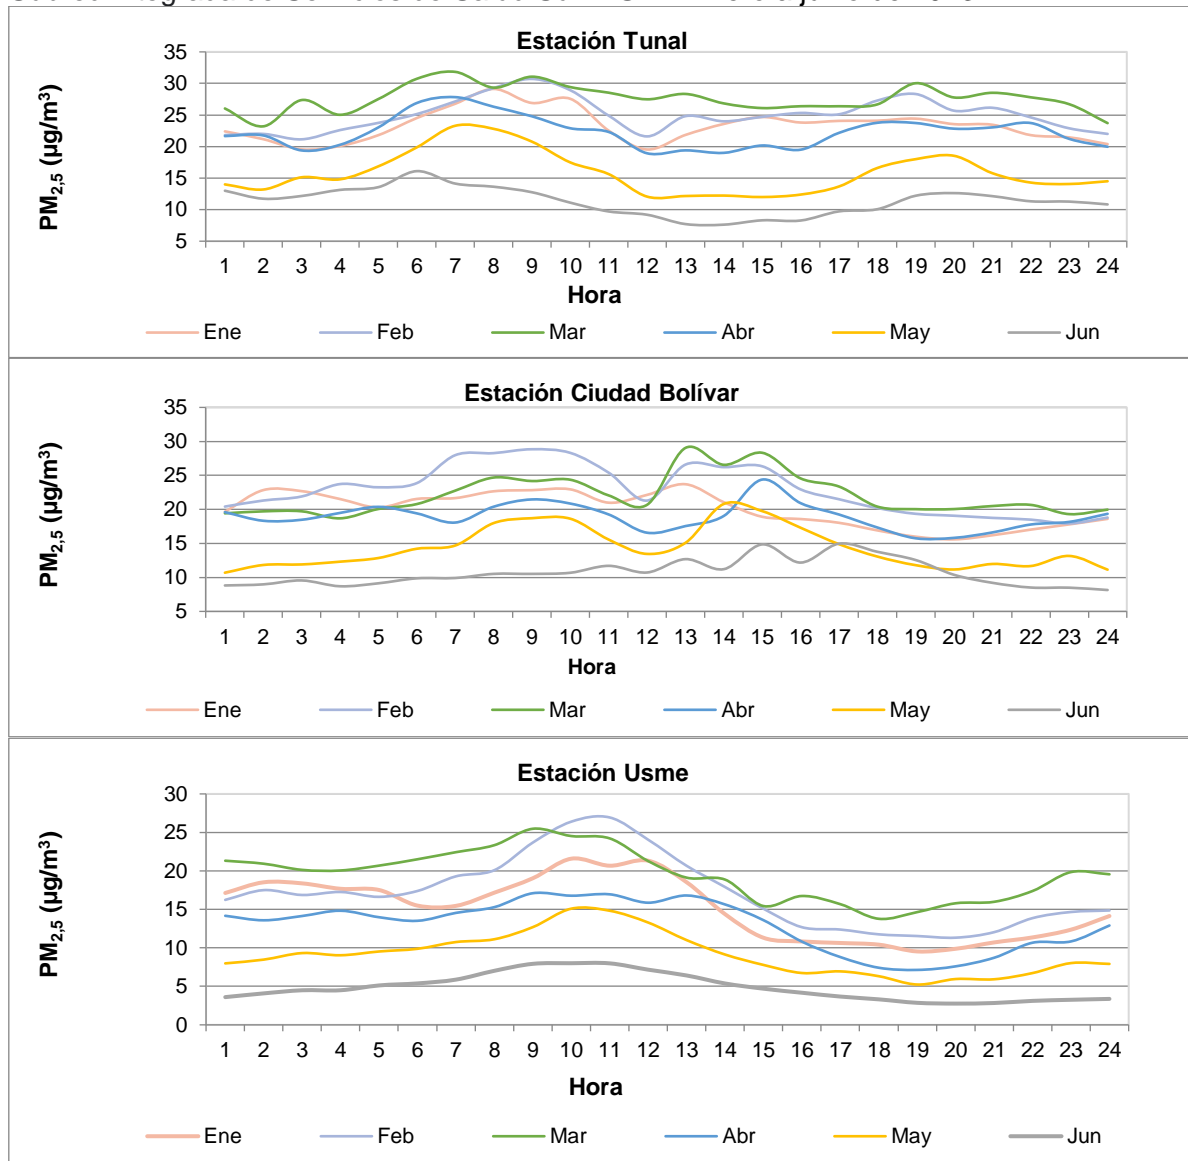 Estación Tunal
PM2,5 (µg/m³)
35
30
25
20
15
10
5
1 2 3 4 5 6 7 8 9 10 11 12 13 14 15 16 17 18 19 20 21 22 23 24
Hora
Ene Feb Mar Abr May Jun
Estación Ciudad Bolívar
PM2,5 (µg/m³)
35
30
25
20
15
10
5
1 2 3 4 5 6 7 8 9 10 11 12 13 14 15 16 17 18 19 20 21 22 23 24
Hora
Ene Feb Mar Abr May Jun
Estación Usme
PM2,5 (µg/m³)
30
25
20
15
10
5
0
1 2 3 4 5 6 7 8 9 10 11 12 13 14 15 16 17 18 19 20 21 22 23 24
Hora
Ene Feb Mar Abr May Jun